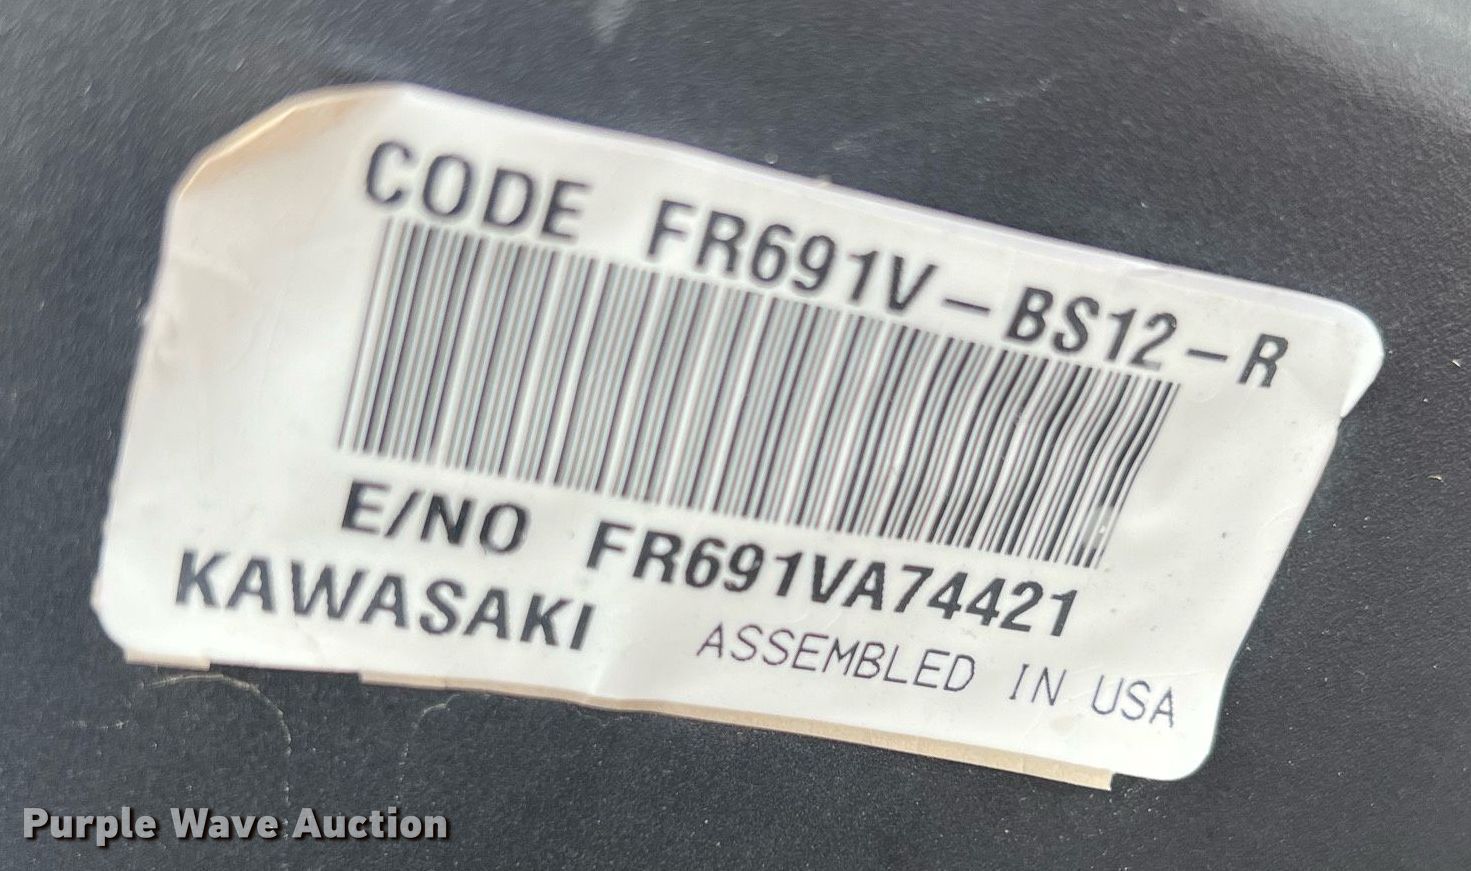 CODE FR691V-BS12-R
E/NO FR691VA74421
KAWASAKI ASSEMBLED IN USA
Purple Wave Auction